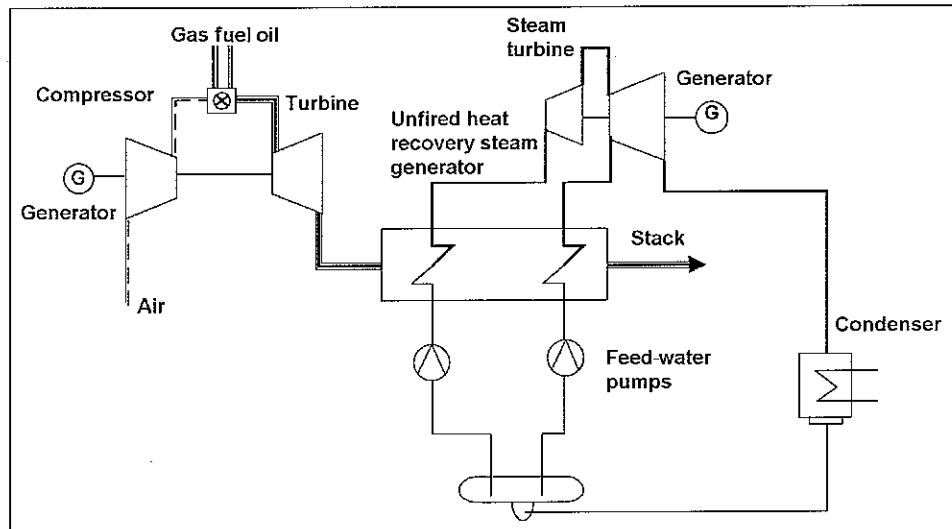 Gas fuel oil
Compressor
Turbine
G
Generator
Air
Unfired heat
recovery steam
generator
Steam
turbine
Generator
G
Stack
Feed-water
pumps
Condenser